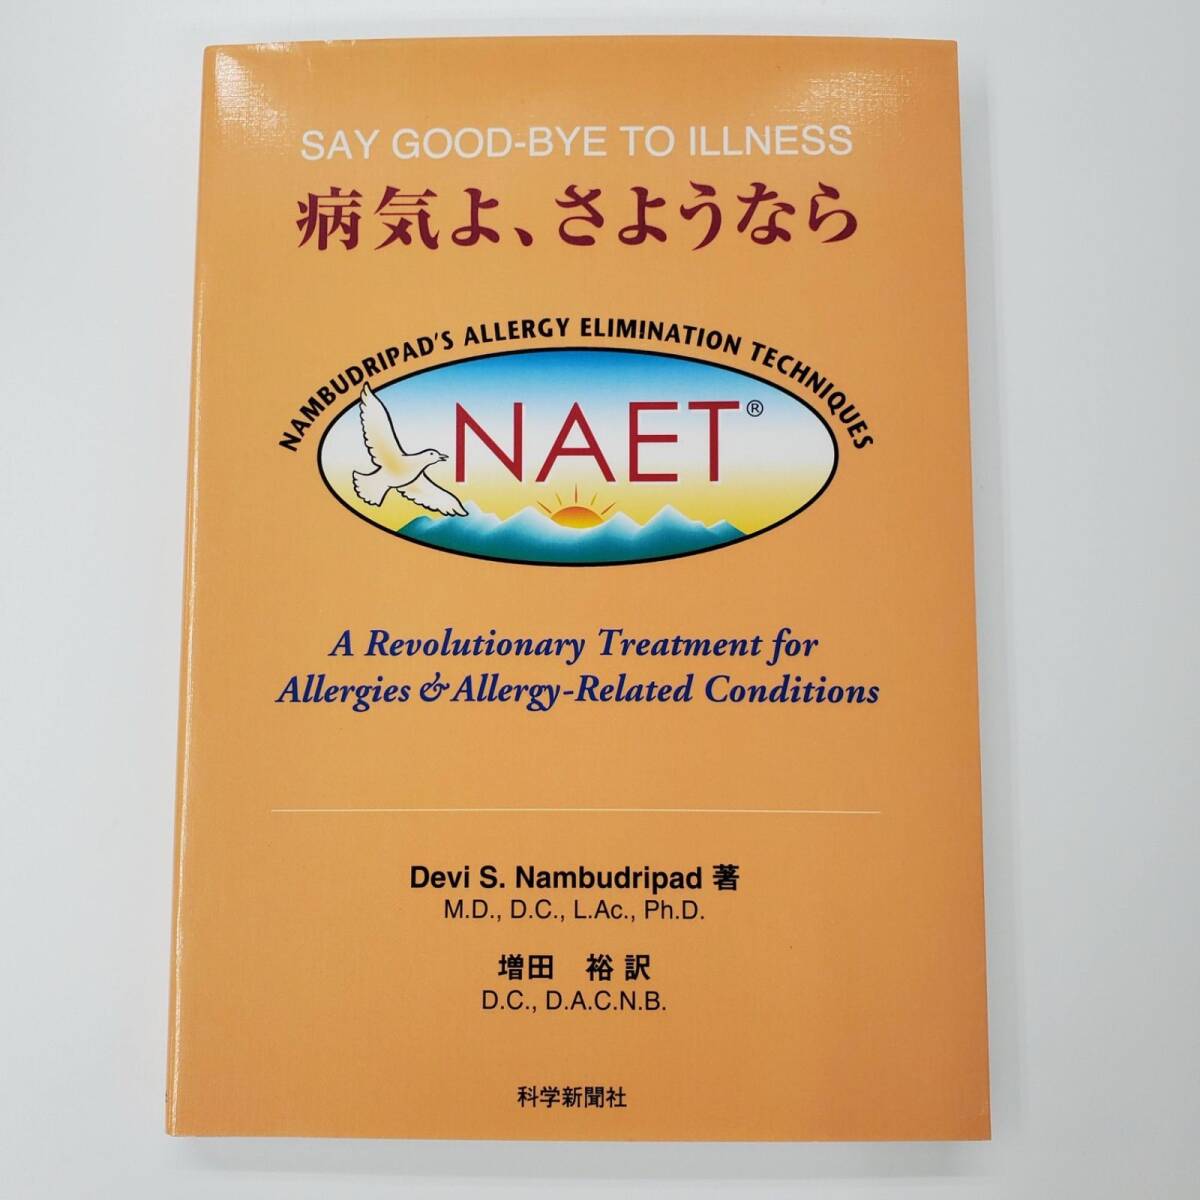 SAY GOOD-BYE TO ILLNESS
病気よ、さようなら
NAMBUDRIPAD'S ALLERGY ELIMINATION TECHNIQUES
NAET®
A Revolutionary Treatment for
Allergies & Allergy-Related Conditions
Devi S. Nambudripad 著
M.D., D.C., L.Ac., Ph.D.
増田　裕 訳
D.C., D.A.C.N.B.
科学新聞社